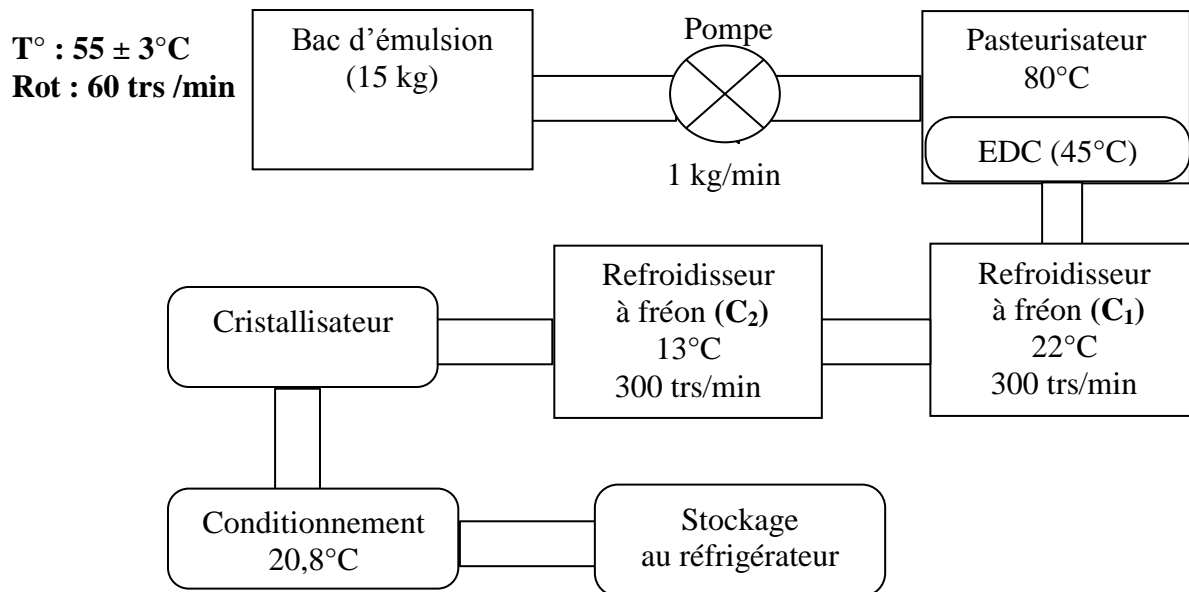 T° : 55 ± 3°C
Rot : 60 trs /min
Bac d’émulsion
(15 kg)
Pompe
1 kg/min
Pasteurisateur
80°C
EDC (45°C)
Refroidisseur
à fréon (C₁)
22°C
300 trs/min
Refroidisseur
à fréon (C₂)
13°C
300 trs/min
Cristallisateur
Conditionnement
20,8°C
Stockage
au réfrigérateur